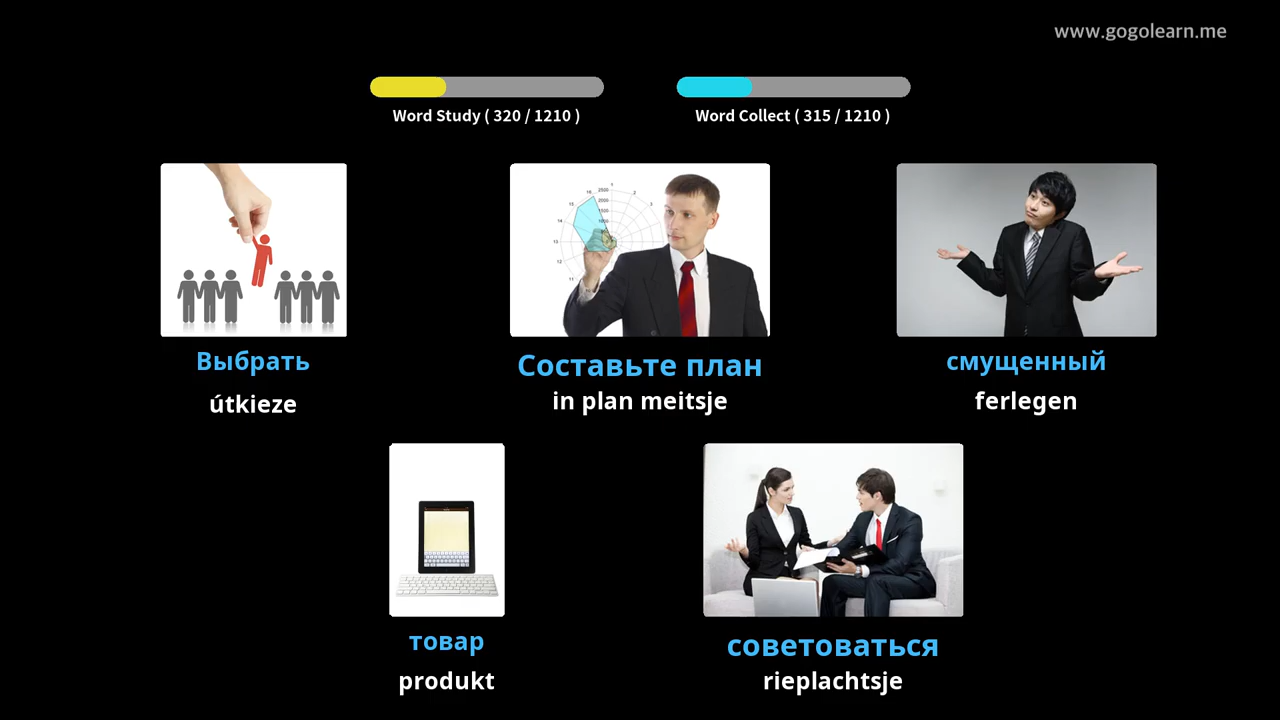 www.gogolearn.me
Word Study ( 320 / 1210 )
Word Collect ( 315 / 1210 )
Выбрать
útkieze
Составьте план
in plan meitsje
смущенный
ferlegen
товар
produkt
советоваться
rieplachtsje